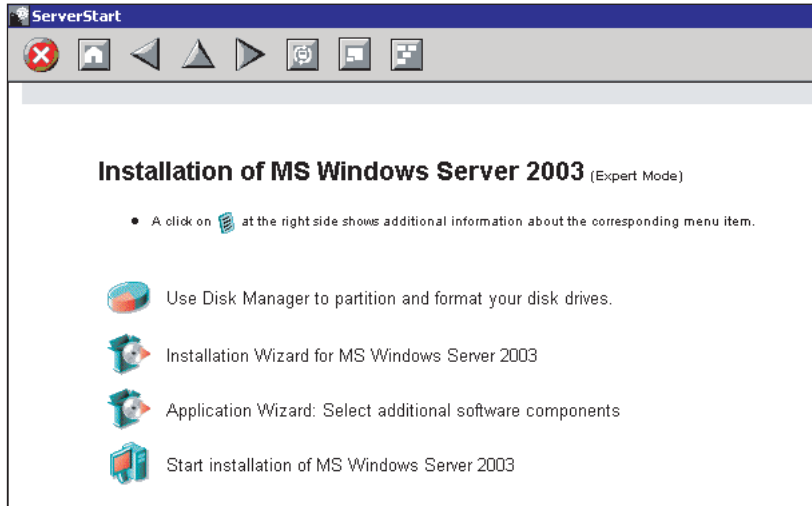 ServerStart
Installation of MS Windows Server 2003 (Expert Mode)
• A click on at the right side shows additional information about the corresponding menu item.
Use Disk Manager to partition and format your disk drives.
Installation Wizard for MS Windows Server 2003
Application Wizard: Select additional software components
Start installation of MS Windows Server 2003